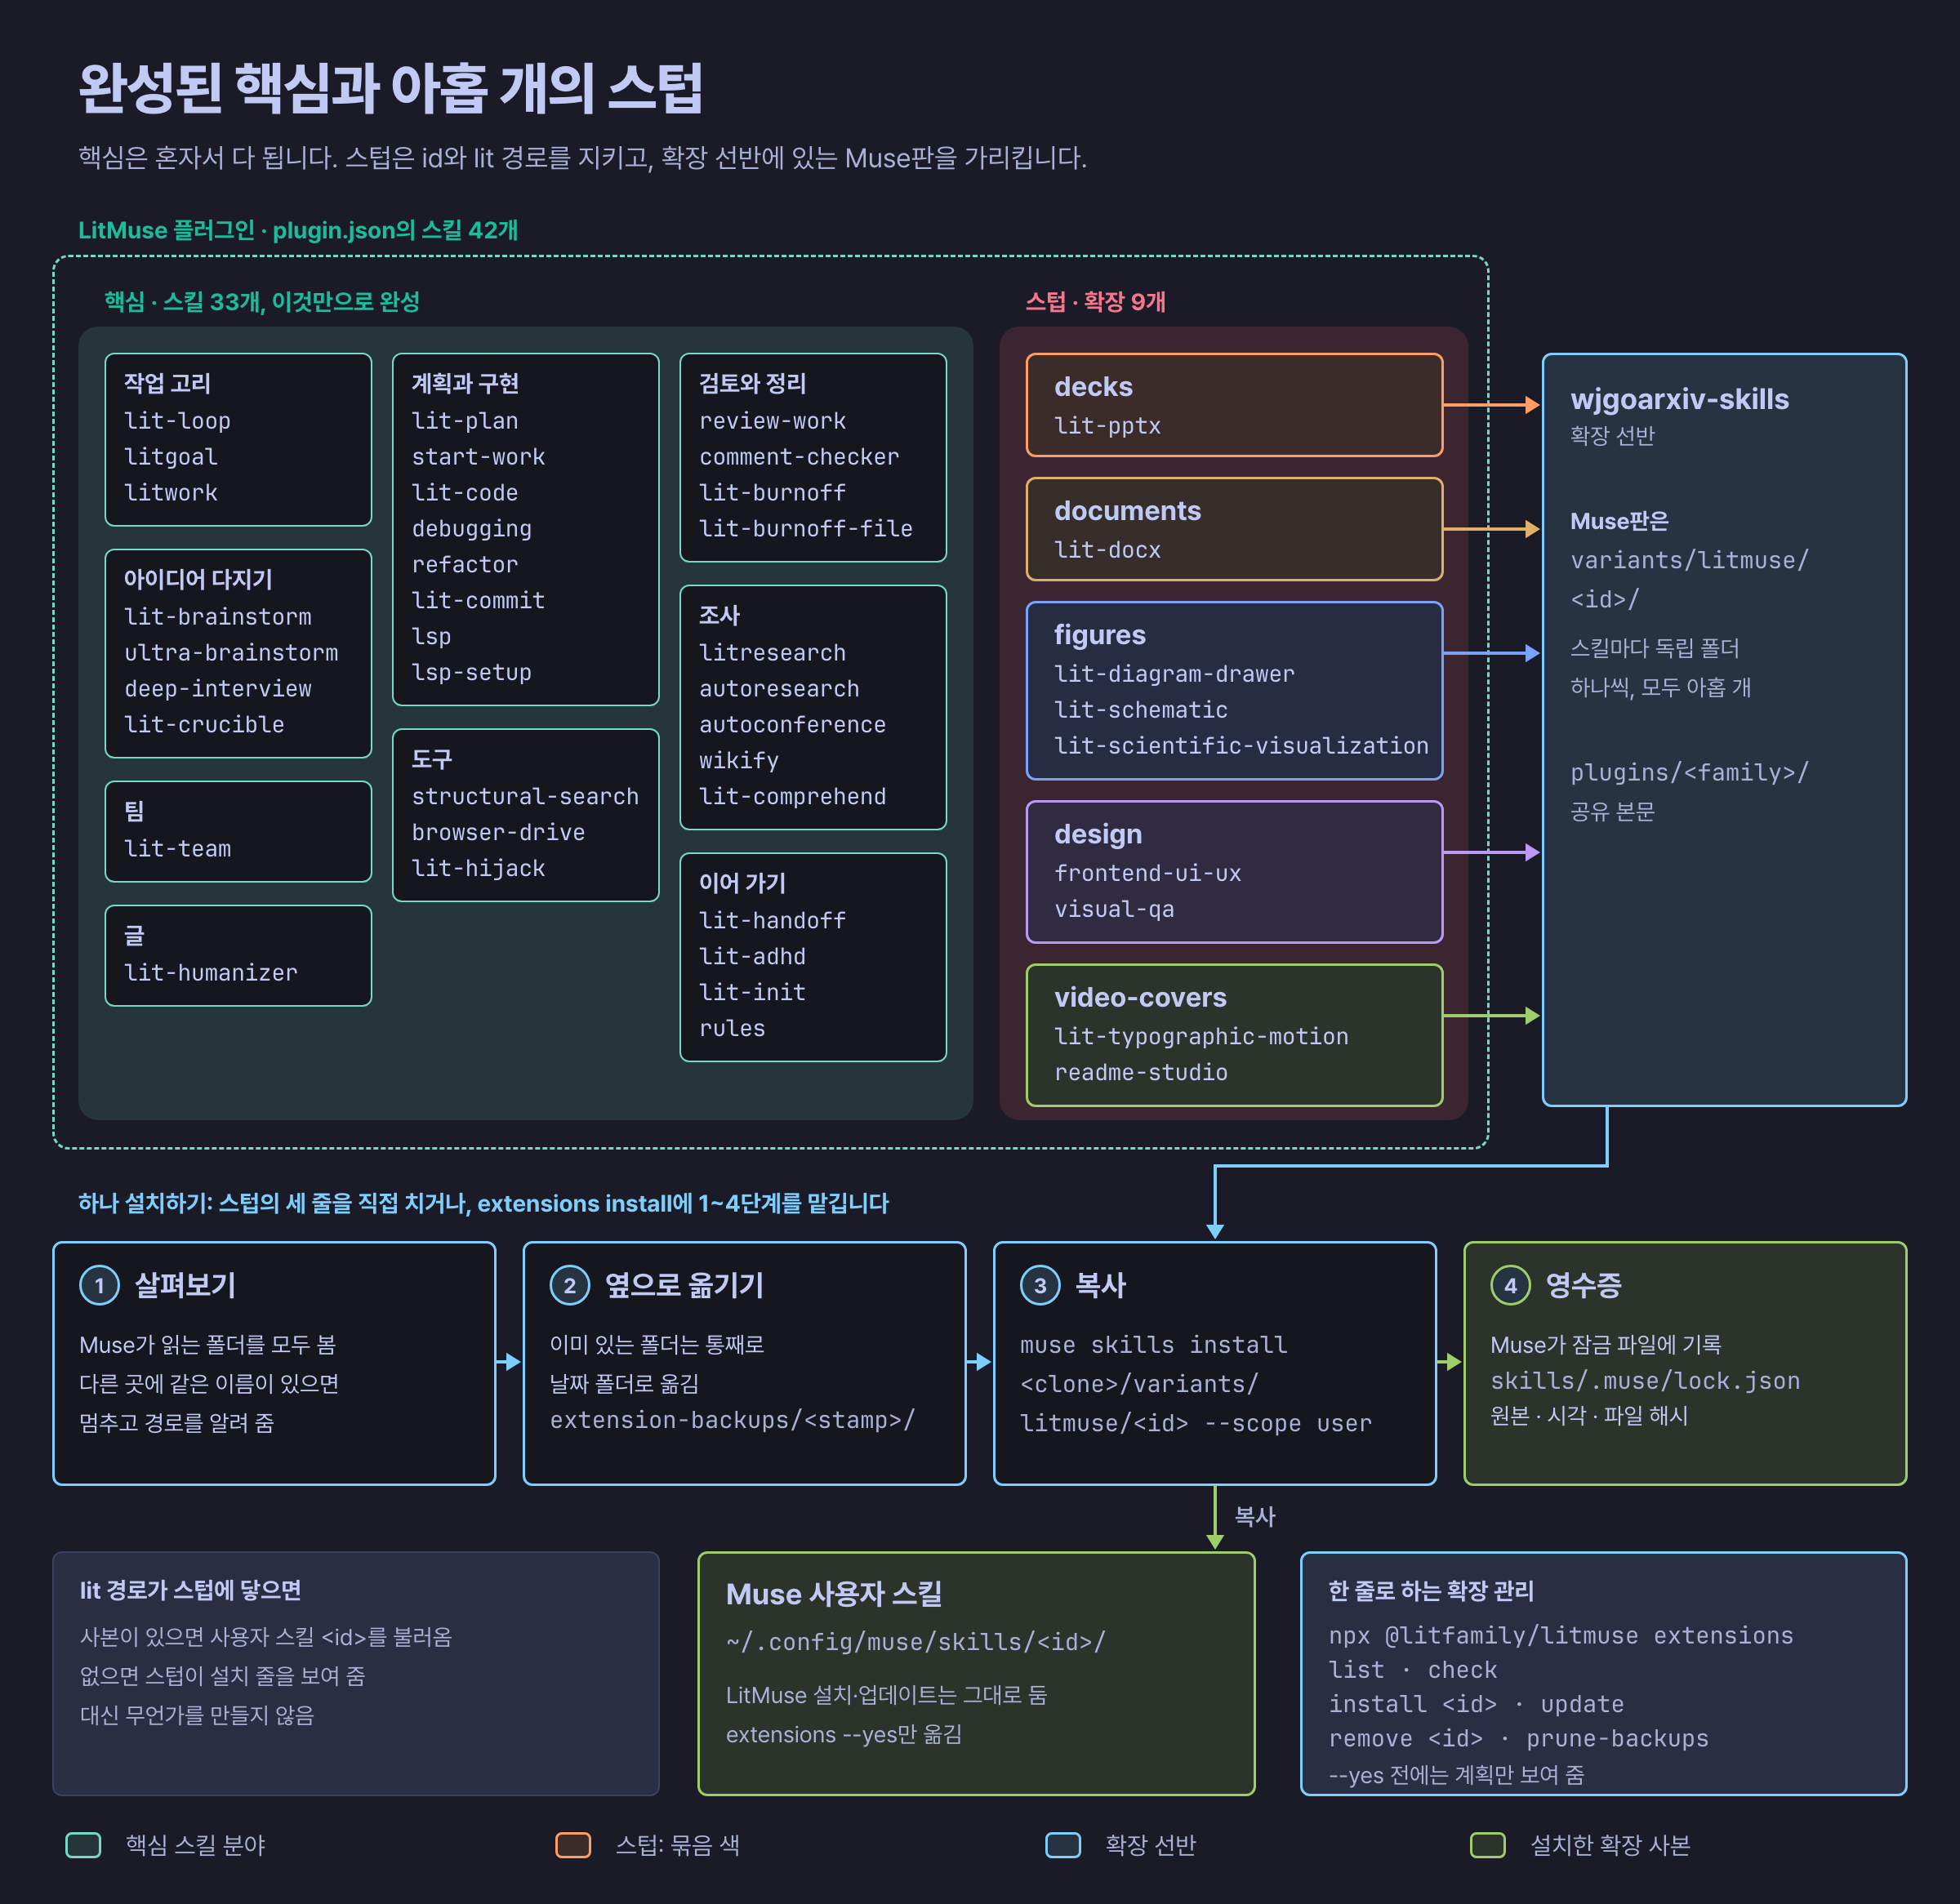 완성된 핵심과 아홉 개의 스텁
핵심은 혼자서 다 됩니다. 스텁은 id와 lit 경로를 지키고, 확장 선반에 있는 Muse판을 가리킵니다.
LitMuse 플러그인 · plugin.json의 스킬 42개
핵심 · 스킬 33개, 이것만으로 완성
작업 고리
lit-loop
litgoal
litwork
아이디어 다지기
lit-brainstorm
ultra-brainstorm
deep-interview
lit-crucible
팀
lit-team
글
lit-humanizer
계획과 구현
lit-plan
start-work
lit-code
debugging
refactor
lit-commit
lsp
lsp-setup
도구
structural-search
browser-drive
lit-hijack
검토와 정리
review-work
comment-checker
lit-burnoff
lit-burnoff-file
조사
litresearch
autoresearch
autoconference
wikify
lit-comprehend
이어 가기
lit-handoff
lit-adhd
lit-init
rules
스텁 · 확장 9개
decks
lit-pptx
documents
lit-docx
figures
lit-diagram-drawer
lit-schematic
lit-scientific-visualization
design
frontend-ui-ux
visual-qa
video-covers
lit-typographic-motion
readme-studio
wjgoarxiv-skills
확장 선반
Muse판은
variants/litmuse/
<id>/
스킬마다 독립 폴더
하나씩, 모두 아홉 개
plugins/<family>/
공유 본문
하나 설치하기: 스텁의 세 줄을 직접 치거나, extensions install에 1~4단계를 맡깁니다
1 살펴보기
Muse가 읽는 폴더를 모두 봄
다른 곳에 같은 이름이 있으면
멈추고 경로를 알려 줌
2 옆으로 옮기기
이미 있는 폴더는 통째로
날짜 폴더로 옮김
extension-backups/<stamp>/
3 복사
muse skills install
<clone>/variants/
litmuse/<id> --scope user
4 영수증
Muse가 잠금 파일에 기록
skills/.muse/lock.json
원본 · 시각 · 파일 해시
복사
lit 경로가 스텁에 닿으면
사본이 있으면 사용자 스킬 <id>를 불러옴
없으면 스텁이 설치 줄을 보여 줌
대신 무언가를 만들지 않음
Muse 사용자 스킬
~/.config/muse/skills/<id>/
LitMuse 설치·업데이트는 그대로 둠
extensions --yes만 옮김
한 줄로 하는 확장 관리
npx @litfamily/litmuse extensions
list · check
install <id> · update
remove <id> · prune-backups
--yes 전에는 계획만 보여 줌
핵심 스킬 분야
스텁: 묶음 색
확장 선반
설치한 확장 사본